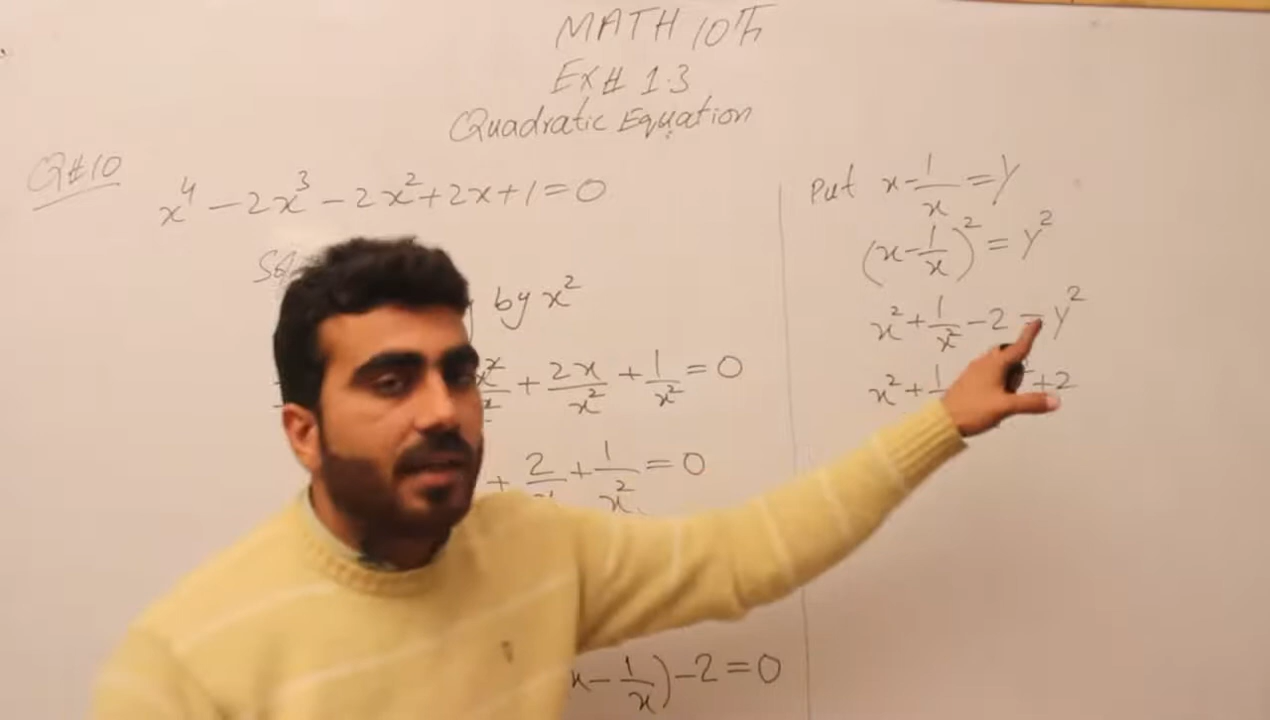 MATH 10Th
EX# 1.3
Quadratic Equation
Q#10
x⁴ - 2x³ - 2x² + 2x + 1 = 0
by x²
+ 2x/x² + 1/x² = 0
+ 2/x + 1/x² = 0
x - 1/x) - 2 = 0
Put x - 1/x = y
(x - 1/x)² = y²
x² + 1/x² - 2 = y²
x² + 1 + 2